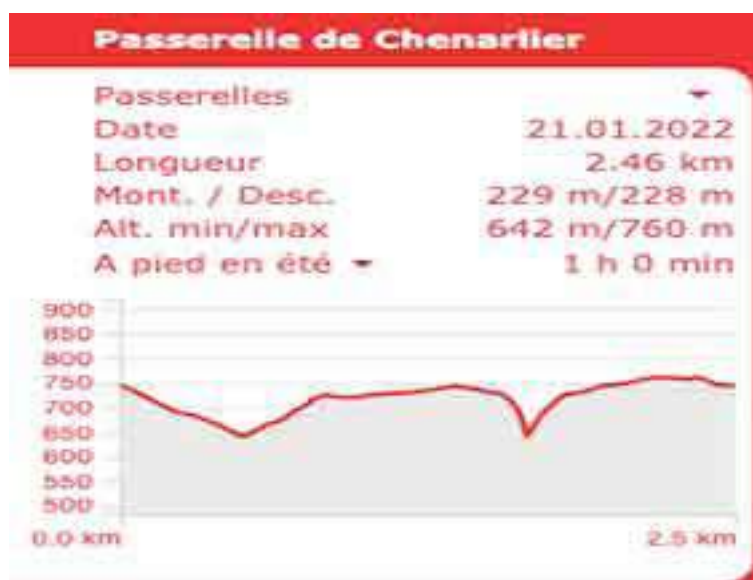 Passerelle de Chenarlier
Passerelles
Date 21.01.2022
Longueur 2.46 km
Mont. / Desc. 229 m/228 m
Alt. min/max 642 m/760 m
A pied en été 1 h 0 min
900
850
800
750
700
650
600
550
500
0.0 km 2.5 km